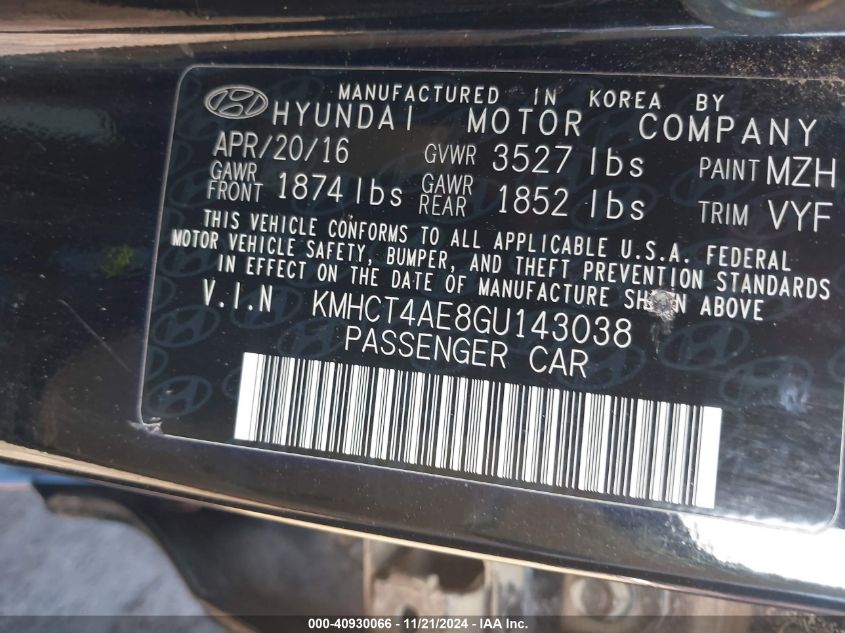 MANUFACTURED IN KOREA BY
HYUNDAI MOTOR COMPANY
APR/20/16 GVWR 3527 lbs PAINT MZH
GAWR FRONT 1874 lbs GAWR REAR 1852 lbs TRIM VYF
THIS VEHICLE CONFORMS TO ALL APPLICABLE U.S.A. FEDERAL
MOTOR VEHICLE SAFETY, BUMPER, AND THEFT PREVENTION STANDARDS
IN EFFECT ON THE DATE OF MANUFACTURE SHOWN ABOVE
V.I.N KMHCT4AE8GU143038
PASSENGER CAR
000-40930066 - 11/21/2024 - IAA Inc.